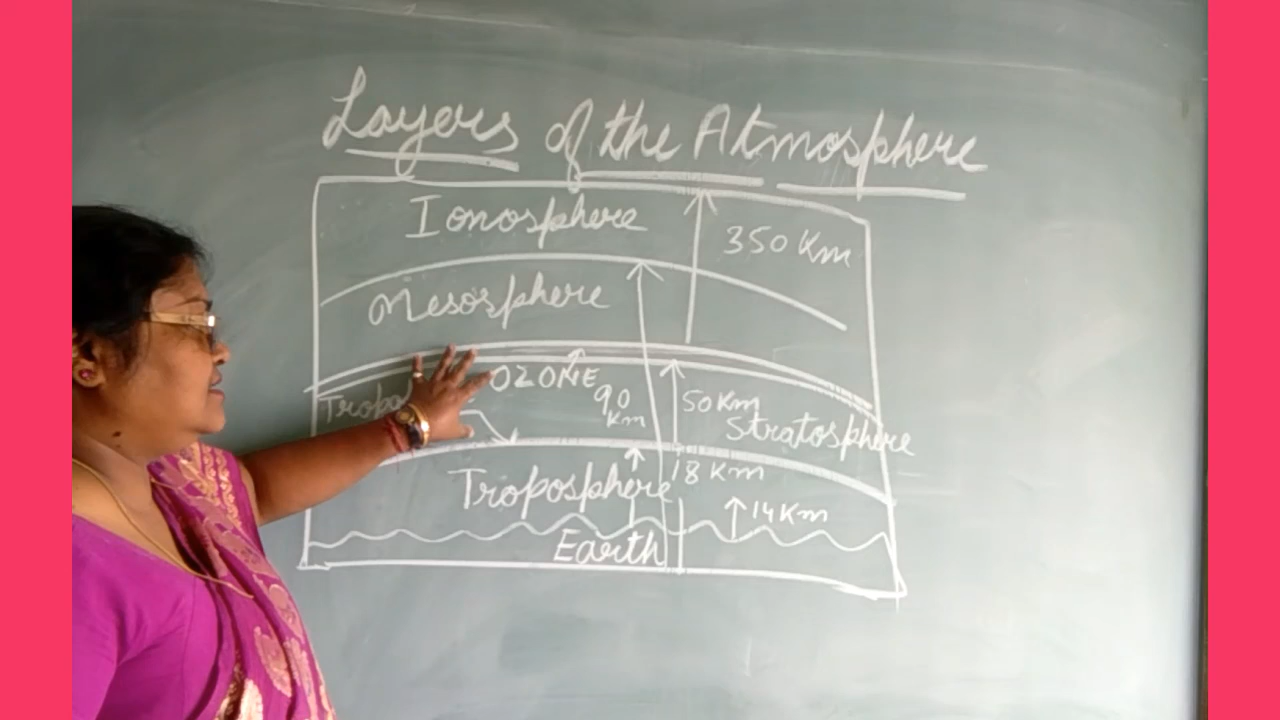 Layers of the Atmosphere
Ionosphere
350 Km
Mesosphere
OZONE
90 Km
50 Km
Stratosphere
18 Km
Troposphere
14 Km
Earth